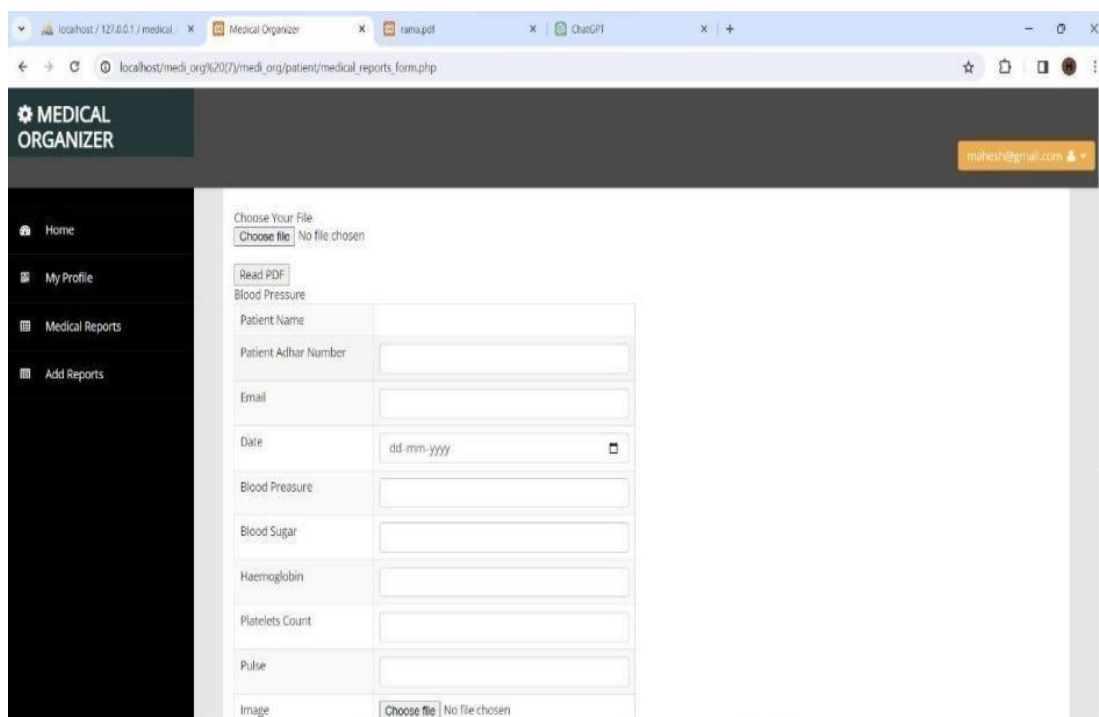 localhost / 127.0.0.1 / medical
Medical Organizer
rama.pdf
ChatGPT
localhost/medi_org%20(7)/medi_org/patient/medical_reports_form.php
MEDICAL
ORGANIZER
mahesh@gmail.com
Home
My Profile
Medical Reports
Add Reports
Choose Your File
Choose file No file chosen
Read PDF
Blood Pressure
Patient Name
Patient Adhar Number
Email
Date
dd-mm-yyyy
Blood Preasure
Blood Sugar
Haemoglobin
Platelets Count
Pulse
Image
Choose file No file chosen